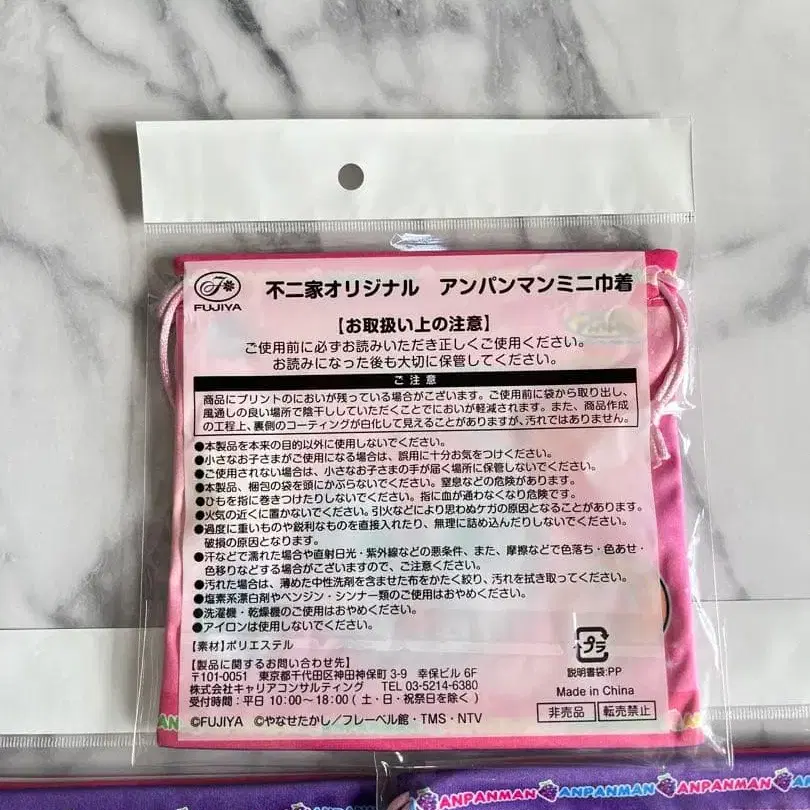 FUJIYA
不二家オリジナル アンパンマンミニ巾着
【お取扱い上の注意】
ご使用前に必ずお読みいただき正しくご使用ください。
お読みになった後も大切に保管してください。
ご注意
商品にプリントのにおいが残っている場合がございます。ご使用前に袋から取り出し、
風通しの良い場所で陰干ししていただくことでにおいが軽減されます。また、商品作成
の工程上、裏側のコーティングが白化して見えることがありますが、汚れではありません。
●本製品を本来の目的以外に使用しないでください。
●小さなお子さまがご使用になる場合は、誤用に十分お気をつけください。
●ご使用されない場合は、小さなお子さまの手が届く場所に保管しないでください。
●本製品、梱包の袋を頭にかぶらないでください。窒息などの危険があります。
●ひもを指に巻きつけたりしないでください。指に血が通わなくなり危険です。
●火気の近くに置かないでください。引火などにより思わぬケガの原因となることがあります。
●過度に重いものや鋭利なものを直接入れたり、無理に詰め込んだりしないでください。
破損の原因となります。
●汗などで濡れた場合や直射日光・紫外線などの悪条件、また、摩擦などで色落ち・色あせ・
色移りなどする場合がございますので、ご注意ください。
●汚れた場合は、薄めた中性洗剤を含ませた布をかたく絞り、汚れを拭き取ってください。
●塩素系漂白剤やベンジン・シンナー類のご使用はおやめください。
●洗濯機・乾燥機のご使用はおやめください。
●アイロンは使用しないでください。
【素材】ポリエステル
【製品に関するお問い合わせ先】
〒101-0051 東京都千代田区神田神保町3-9 幸保ビル6F
株式会社キャリアコンサルティング TEL 03-5214-6380
受付時間:平日10:00~18:00(土・日・祝祭日を除く)
©FUJIYA ©やなせたかし/フレーベル館・TMS・NTV
プラ
説明書袋:PP
Made in China
非売品 転売禁止
ANPANMAN ANPANMAN ANPANMAN